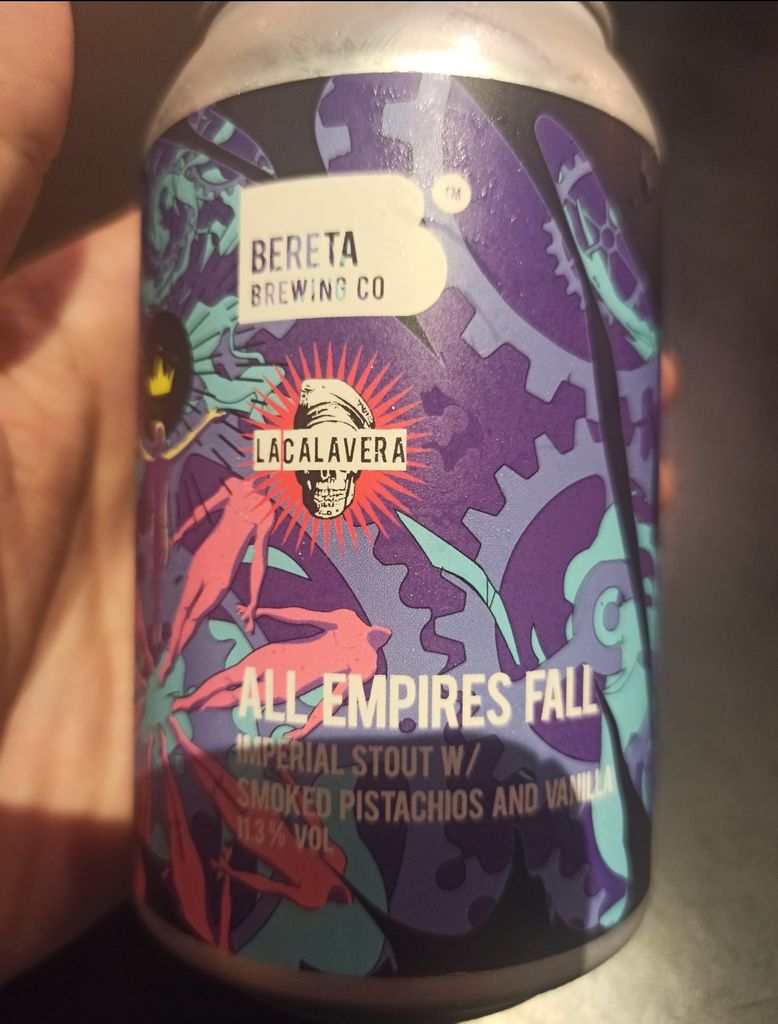 TM
BERETA
BREWING CO
LACALAVERA
ALL EMPIRES FALL
IMPERIAL STOUT W/
SMOKED PISTACHIOS AND VANILLA
11.3% VOL